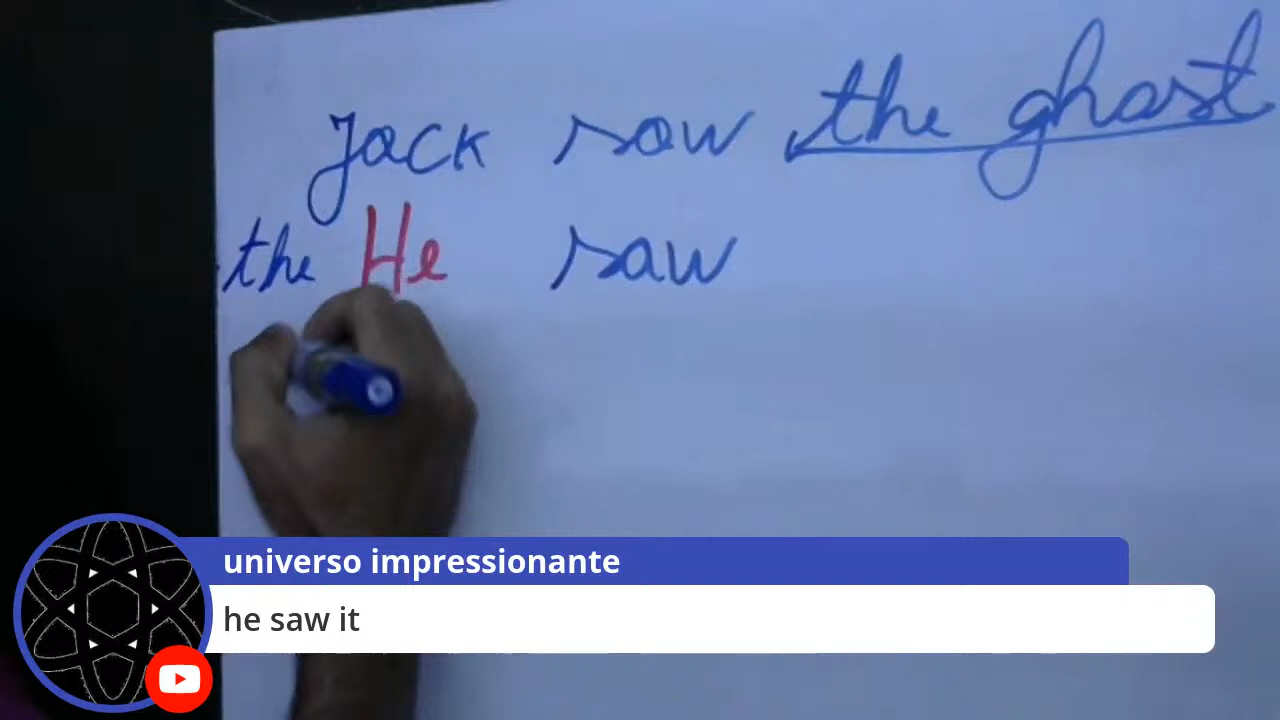 Jack saw the ghost
the He saw
universo impressionante
he saw it